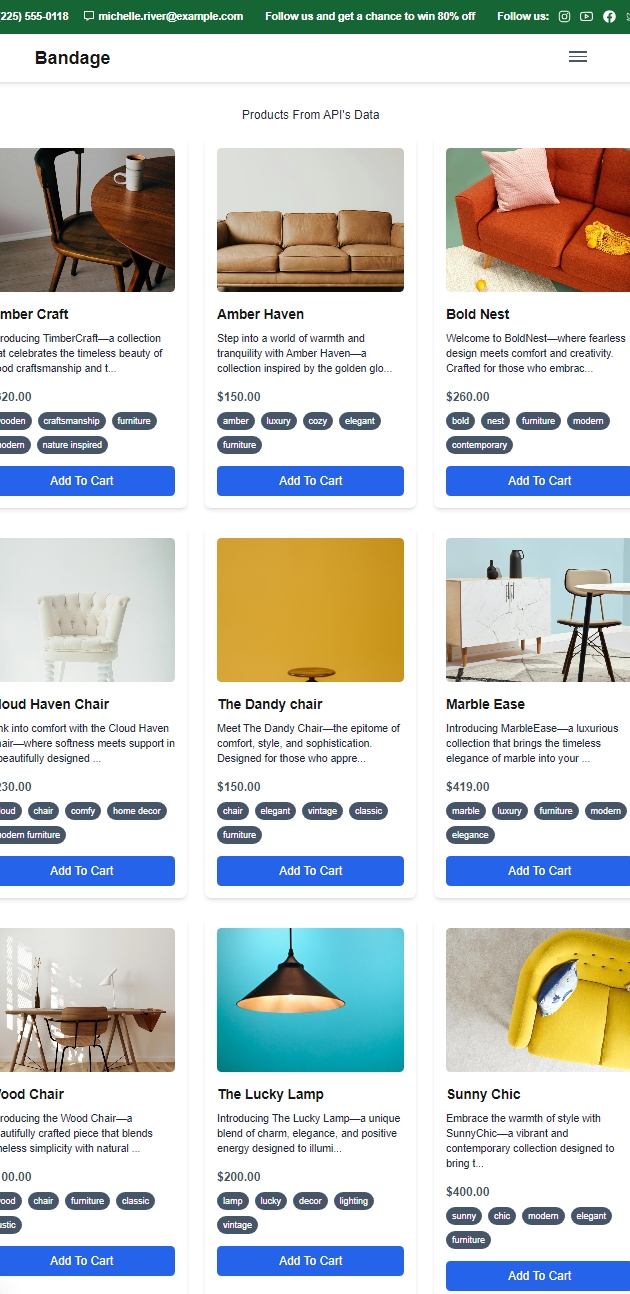 225) 555-0118 michelle.river@example.com Follow us and get a chance to win 80% off Follow us:
Bandage
Products From API's Data
mber Craft
roducing TimberCraft—a collection
at celebrates the timeless beauty of
od craftsmanship and t...
20.00
ooden craftsmanship furniture
odern nature inspired
Add To Cart
Amber Haven
Step into a world of warmth and
tranquility with Amber Haven—a
collection inspired by the golden glo...
$150.00
amber luxury cozy elegant
furniture
Add To Cart
Bold Nest
Welcome to BoldNest—where fearless
design meets comfort and creativity.
Crafted for those who embrac...
$260.00
bold nest furniture modern
contemporary
Add To Cart
loud Haven Chair
nk into comfort with the Cloud Haven
air—where softness meets support in
beautifully designed ...
230.00
loud chair comfy home decor
odern furniture
Add To Cart
The Dandy chair
Meet The Dandy Chair—the epitome of
comfort, style, and sophistication.
Designed for those who appre...
$150.00
chair elegant vintage classic
furniture
Add To Cart
Marble Ease
Introducing MarbleEase—a luxurious
collection that brings the timeless
elegance of marble into your ...
$419.00
marble luxury furniture modern
elegance
Add To Cart
ood Chair
roducing the Wood Chair—a
autifully crafted piece that blends
neless simplicity with natural ...
00.00
ood chair furniture classic
ustic
Add To Cart
The Lucky Lamp
Introducing The Lucky Lamp—a unique
blend of charm, elegance, and positive
energy designed to illumi...
$200.00
lamp lucky decor lighting
vintage
Add To Cart
Sunny Chic
Embrace the warmth of style with
SunnyChic—a vibrant and
contemporary collection designed to
bring t...
$400.00
sunny chic modern elegant
furniture
Add To Cart